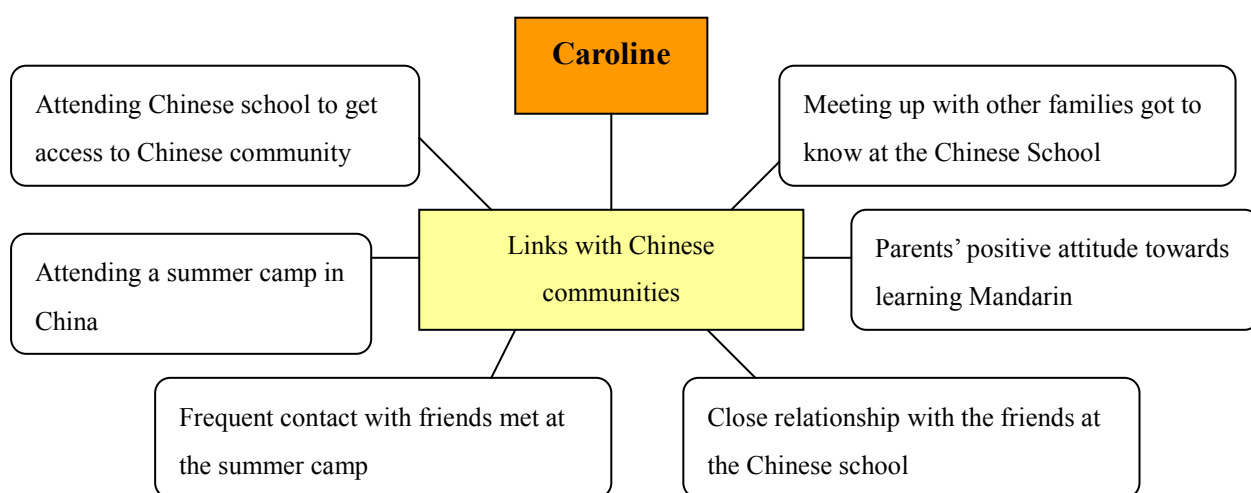 Caroline
Attending Chinese school to get
access to Chinese community
Meeting up with other families got to
know at the Chinese School
Links with Chinese
communities
Attending a summer camp in
China
Parents’ positive attitude towards
learning Mandarin
Frequent contact with friends met at
the summer camp
Close relationship with the friends at
the Chinese school